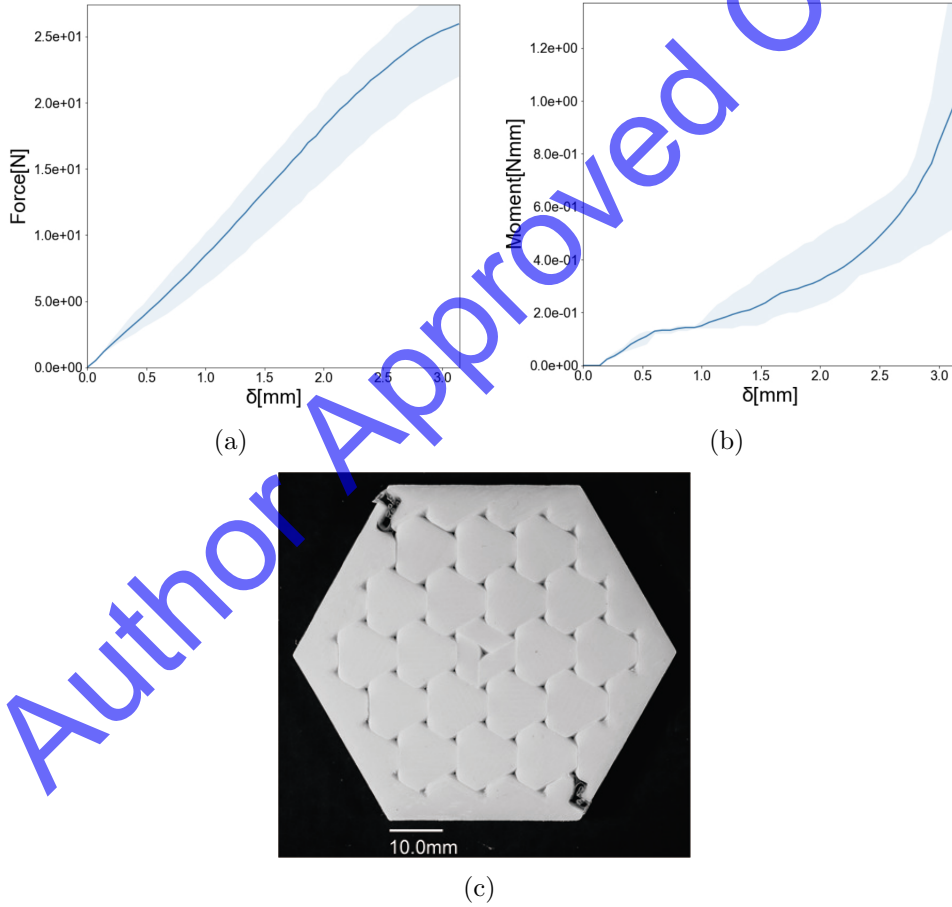 Force[N]
2.5e+01
2.0e+01
1.5e+01
1.0e+01
5.0e+00
0.0e+00
0.0 0.5 1.0 1.5 2.0 2.5 3.0
δ[mm]
(a)
Moment[Nmm]
1.2e+00
1.0e+00
8.0e-01
6.0e-01
4.0e-01
2.0e-01
0.0e+00
0.0 0.5 1.0 1.5 2.0 2.5 3.0
δ[mm]
(b)
10.0mm
(c)
Author Approved